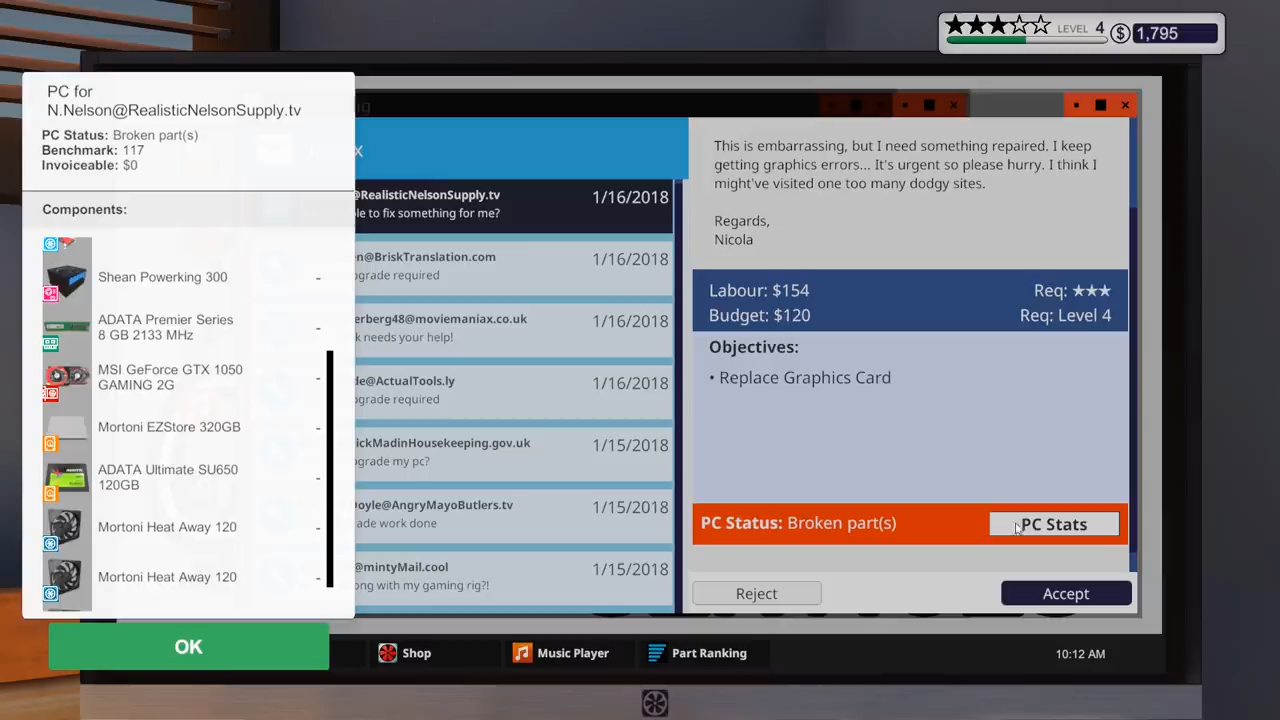 LEVEL 4
$ 1,795
PC for
N.Nelson@RealisticNelsonSupply.tv
PC Status: Broken part(s)
Benchmark: 117
Invoiceable: $0
Components:
Shean Powerking 300 -
ADATA Premier Series
8 GB 2133 MHz -
MSI GeForce GTX 1050
GAMING 2G -
Mortoni EZStore 320GB -
ADATA Ultimate SU650
120GB -
Mortoni Heat Away 120 -
Mortoni Heat Away 120 -
OK
ig
x
@RealisticNelsonSupply.tv 1/16/2018
le to fix something for me?
n@BriskTranslation.com 1/16/2018
grade required
erberg48@moviemaniax.co.uk 1/16/2018
k needs your help!
de@ActualTools.ly 1/16/2018
grade required
ickMadinHousekeeping.gov.uk 1/15/2018
grade my pc?
oyle@AngryMayoButlers.tv 1/15/2018
ade work done
@mintyMail.cool 1/15/2018
ong with my gaming rig?!
This is embarrassing, but I need something repaired. I keep
getting graphics errors... It's urgent so please hurry. I think I
might've visited one too many dodgy sites.
Regards,
Nicola
Labour: $154 Req: ★★★
Budget: $120 Req: Level 4
Objectives:
• Replace Graphics Card
PC Status: Broken part(s) PC Stats
Reject Accept
Shop Music Player Part Ranking 10:12 AM